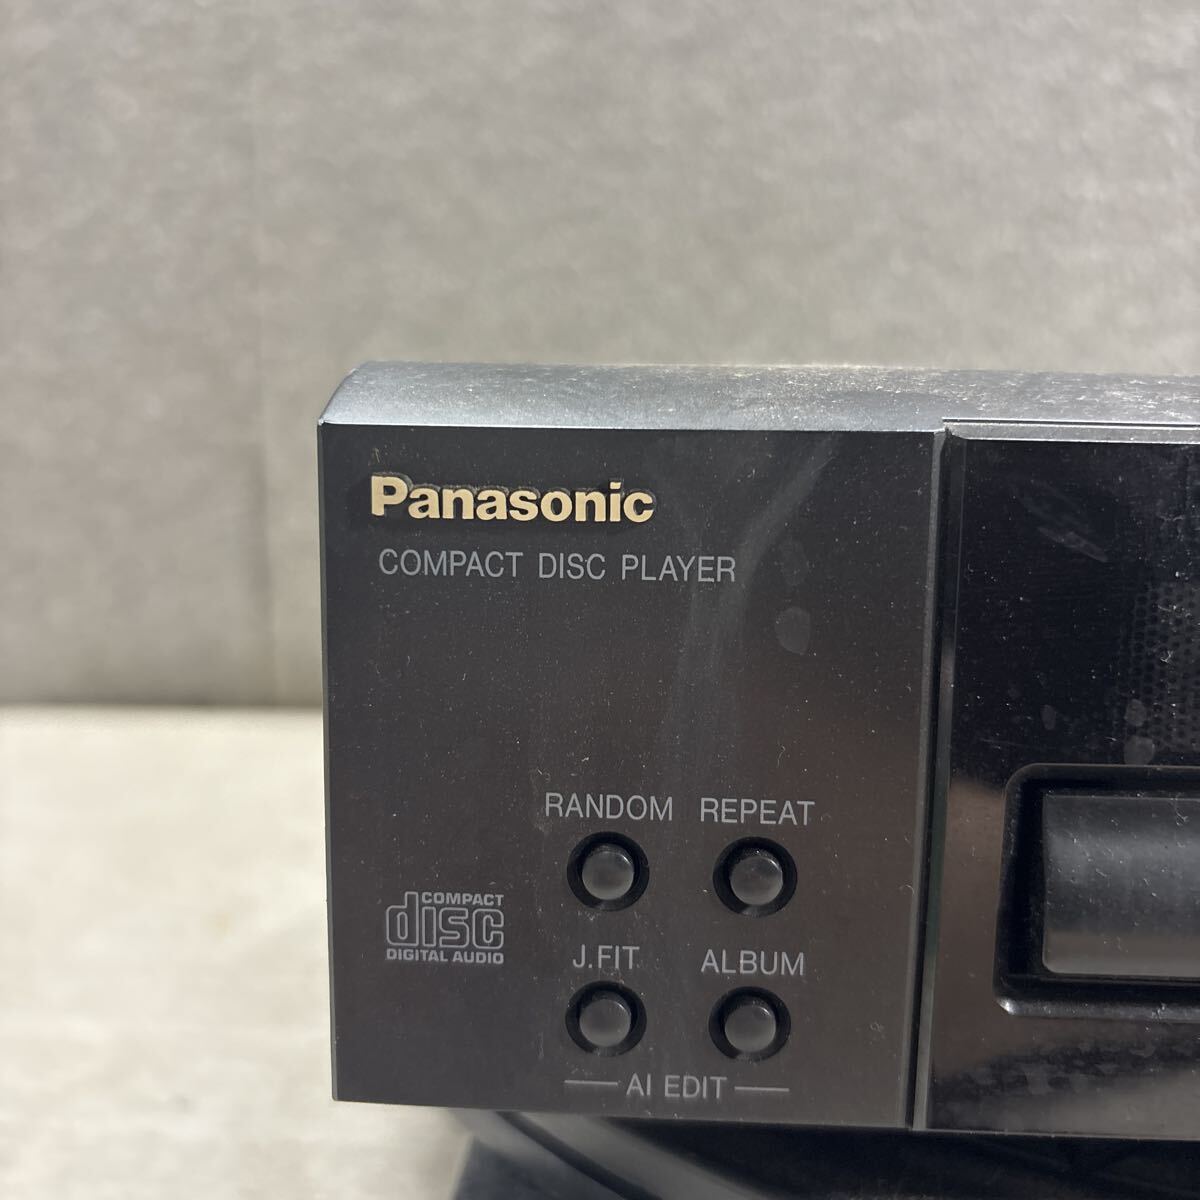 Panasonic
COMPACT DISC PLAYER
RANDOM REPEAT
COMPACT
disc
DIGITAL AUDIO
J.FIT ALBUM
AI EDIT